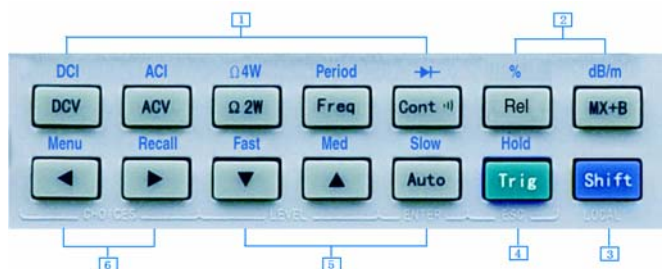 1 2
DCI ACI Ω4W Period % dB/m
DCV ACV Ω 2W Freq Cont Rel MX+B
Menu Recall Fast Med Slow Hold
Auto Trig Shift
CHOICES LEVEL ENTER ESC LOCAL
6 5 4 3